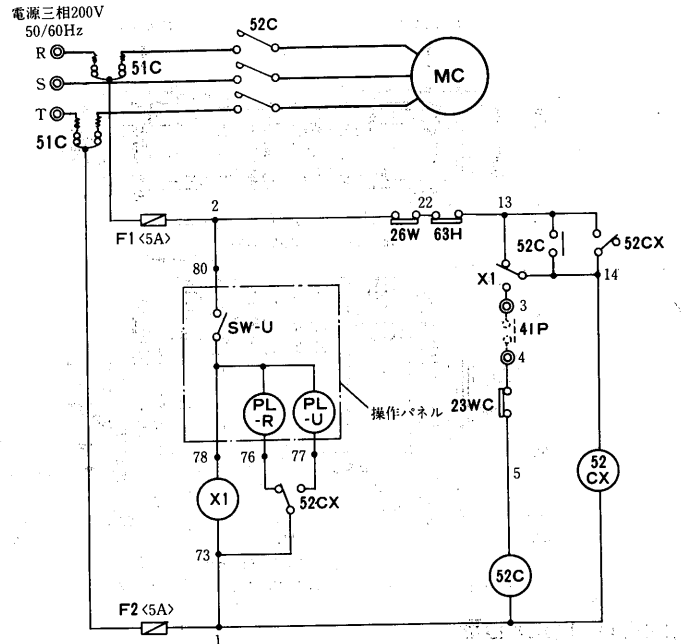 電源三相200V
50/60Hz
52C
R
51C
S
MC
T
51C
2
22
13
F1<5A>
26W
63H
52C
52CX
80
X1
14
3
SW-U
41P
4
PL
-R
PL
-U
操作パネル
23WC
78
76
77
52
CX
X1
52CX
5
73
52C
F2<5A>
1